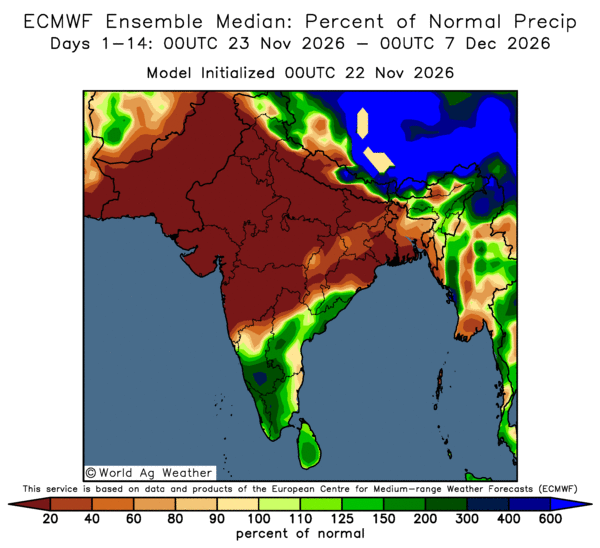 ECMWF Ensemble Median: Percent of Normal Precip
Days 1-14: 00UTC 23 Nov 2026 - 00UTC 7 Dec 2026
Model Initialized 00UTC 22 Nov 2026
© World Ag Weather
This service is based on data and products of the European Centre for Medium-range Weather Forecasts (ECMWF)
20 40 60 80 90 100 110 125 150 200 300 400 600
percent of normal